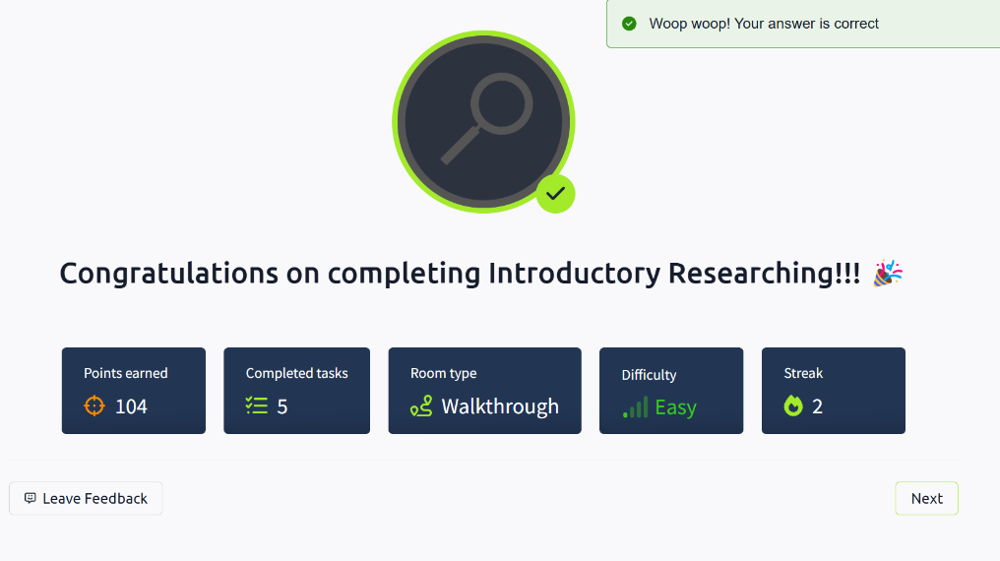 Woop woop! Your answer is correct
Congratulations on completing Introductory Researching!!! 🎉
Points earned
104
Completed tasks
5
Room type
Walkthrough
Difficulty
Easy
Streak
2
Leave Feedback
Next